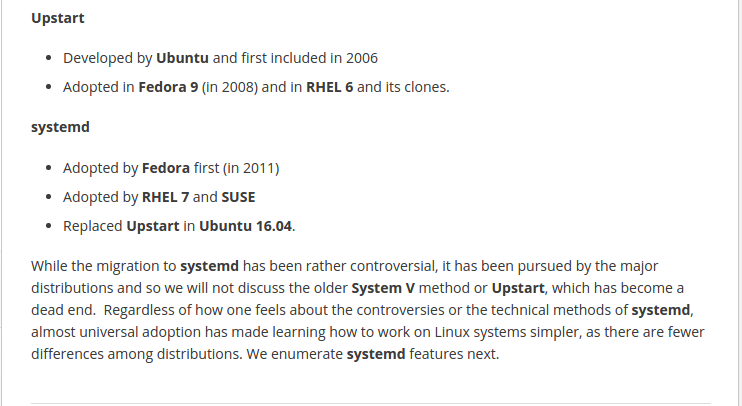 Upstart
• Developed by Ubuntu and first included in 2006
• Adopted in Fedora 9 (in 2008) and in RHEL 6 and its clones.
systemd
• Adopted by Fedora first (in 2011)
• Adopted by RHEL 7 and SUSE
• Replaced Upstart in Ubuntu 16.04.
While the migration to systemd has been rather controversial, it has been pursued by the major
distributions and so we will not discuss the older System V method or Upstart, which has become a
dead end.  Regardless of how one feels about the controversies or the technical methods of systemd,
almost universal adoption has made learning how to work on Linux systems simpler, as there are fewer
differences among distributions. We enumerate systemd features next.